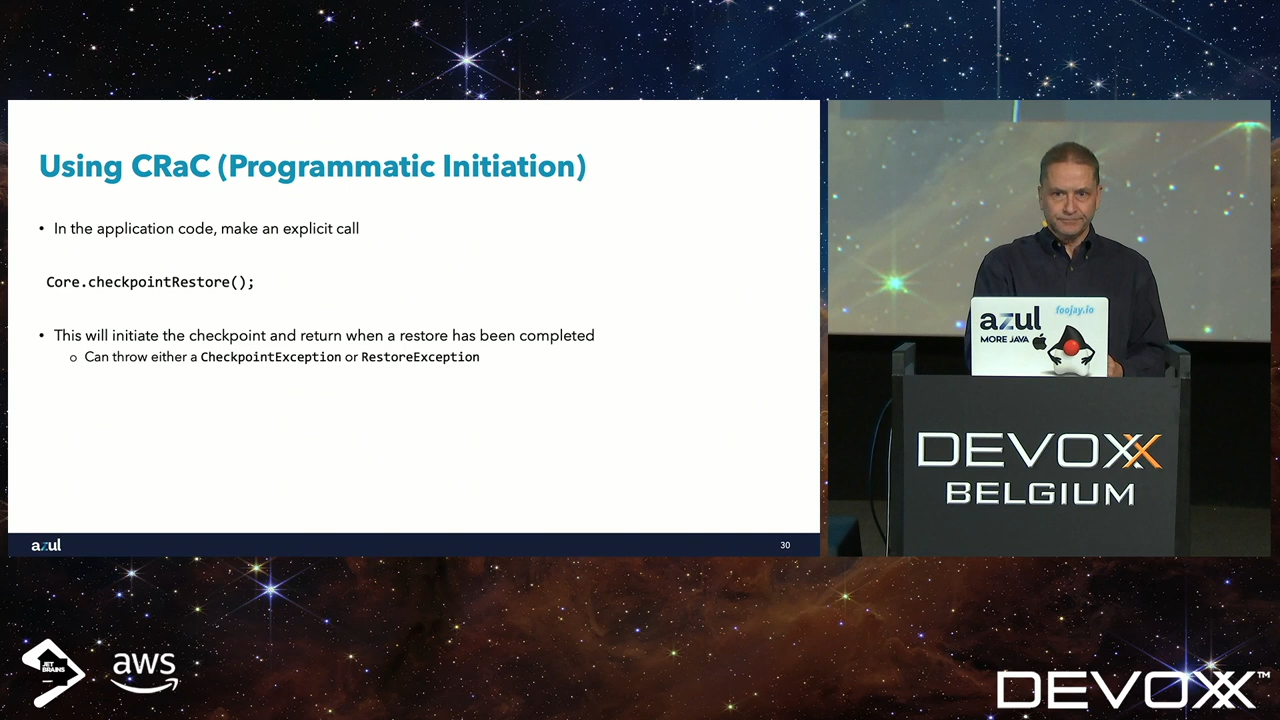 Using CRaC (Programmatic Initiation)
• In the application code, make an explicit call
Core.checkpointRestore();
• This will initiate the checkpoint and return when a restore has been completed
o Can throw either a CheckpointException or RestoreException
azul
30
azul
foojay.io
MORE JAVA
DEVOXX
BELGIUM
JET
BRAINS
aws
DEVOXX™